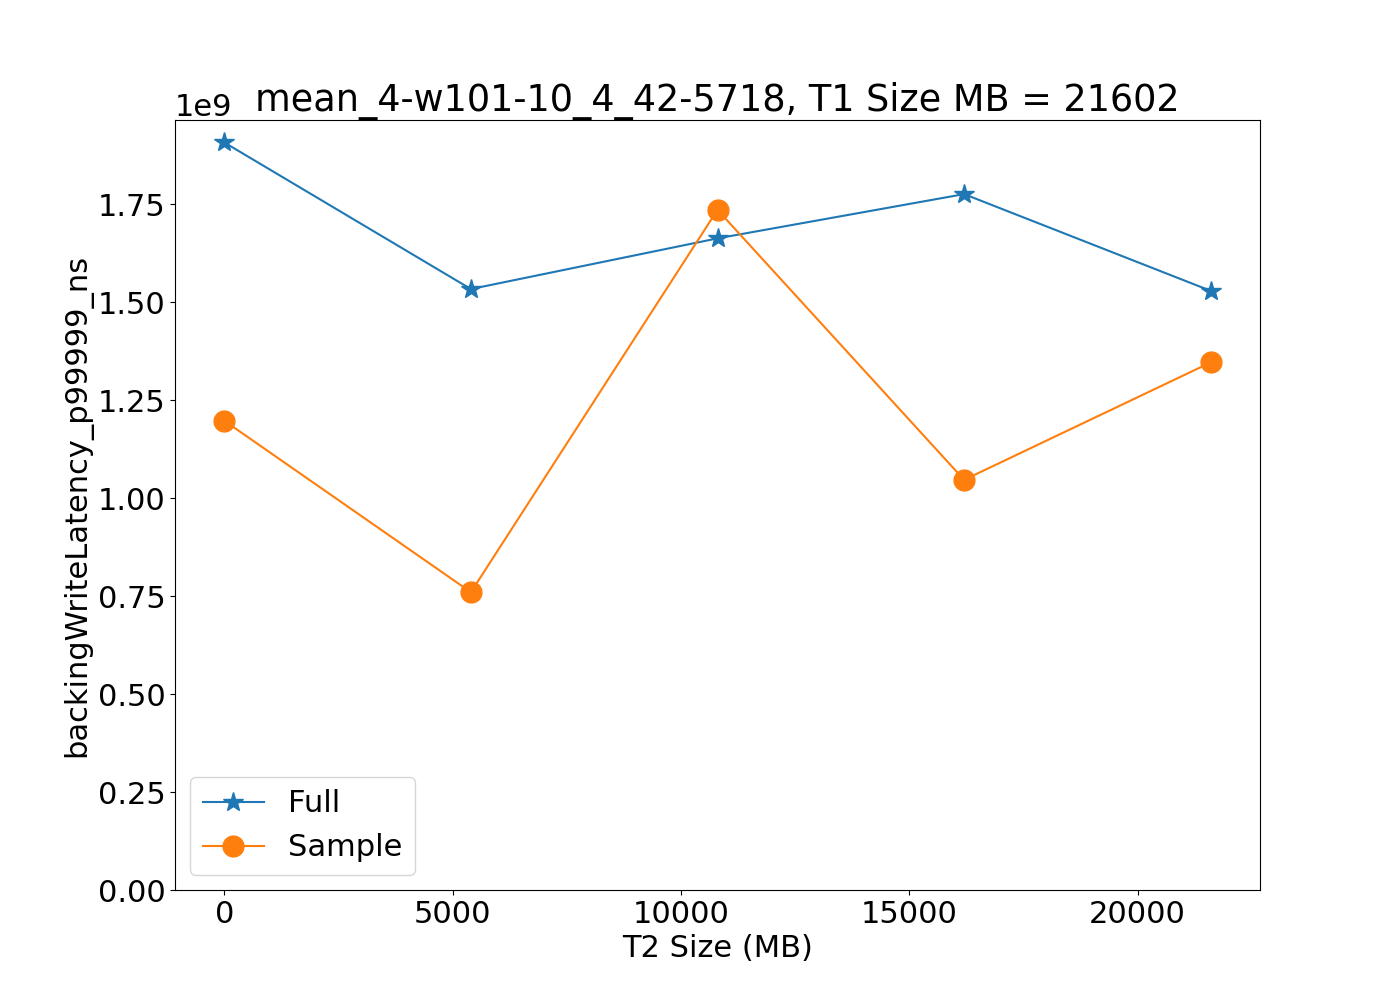 1e9
mean_4-w101-10_4_42-5718, T1 Size MB = 21602
backingWriteLatency_p99999_ns
1.75
1.50
1.25
1.00
0.75
0.50
0.25
0.00
Full
Sample
0 5000 10000 15000 20000
T2 Size (MB)